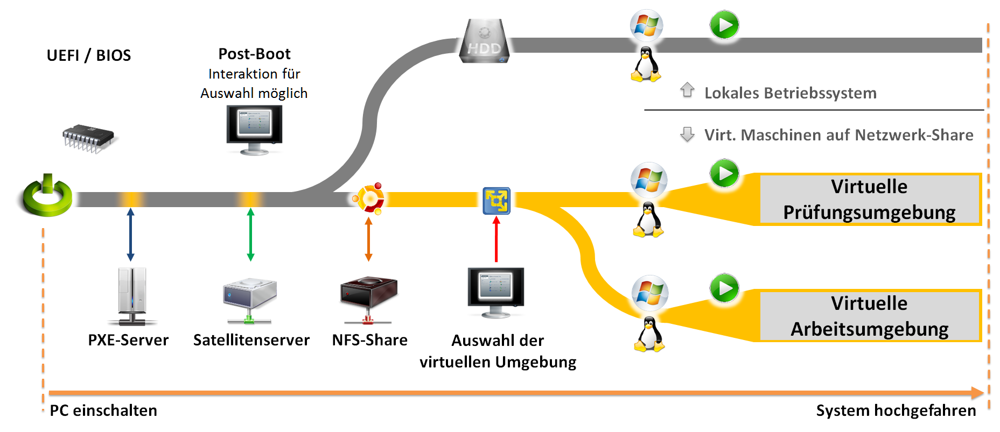 UEFI / BIOS
Post-Boot
Interaktion für
Auswahl möglich
HDD
Lokales Betriebssystem
Virt. Maschinen auf Netzwerk-Share
Virtuelle
Prüfungsumgebung
Virtuelle
Arbeitsumgebung
PXE-Server
Satellitenserver
NFS-Share
Auswahl der
virtuellen Umgebung
PC einschalten
System hochgefahren